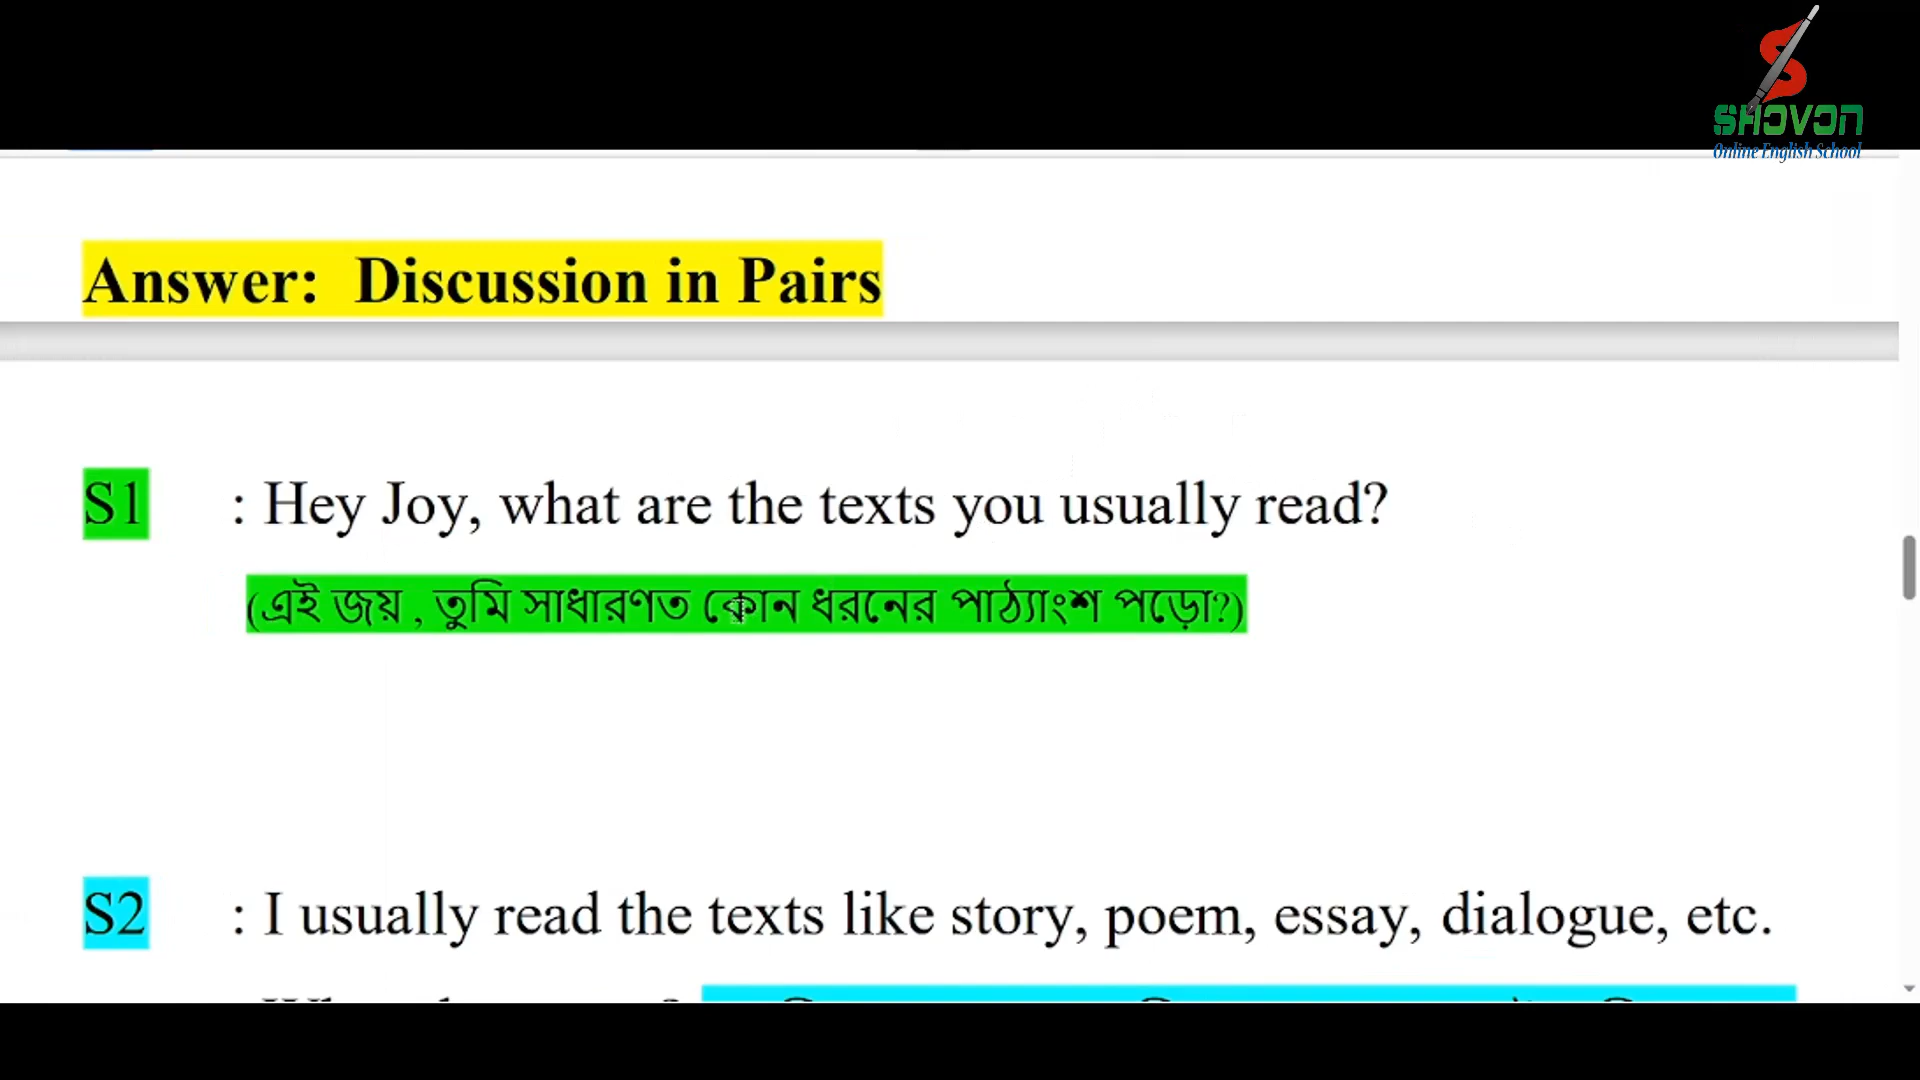 SHOVON
Online English School
Answer: Discussion in Pairs
S1 : Hey Joy, what are the texts you usually read?
(এই জয় , তুমি সাধারণত কোন ধরনের পাঠ্যাংশ পড়ো?)
S2 : I usually read the texts like story, poem, essay, dialogue, etc.